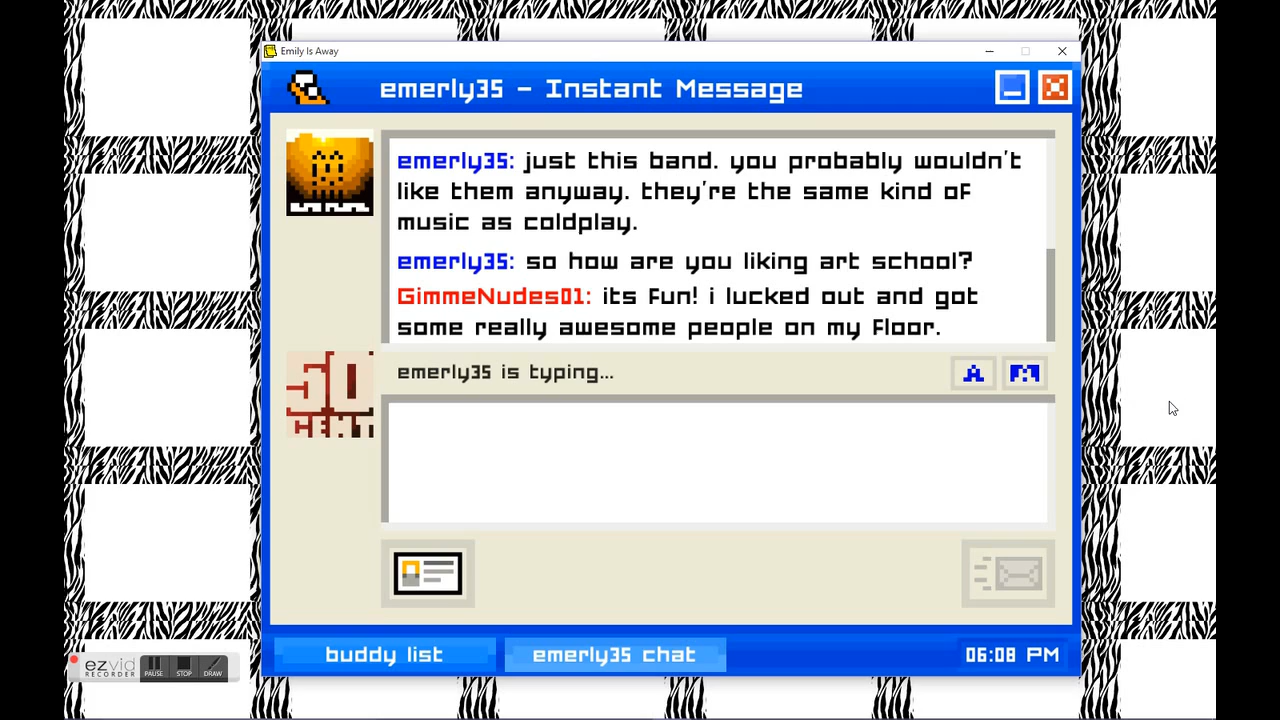 Emily Is Away
emerly35 - Instant Message
emerly35: just this band. you probably wouldn't
like them anyway. they're the same kind of
music as coldplay.
emerly35: so how are you liking art school?
GimmeNudes01: its fun! i lucked out and got
some really awesome people on my floor.
emerly35 is typing...
50
CENT
buddy list
emerly35 chat
06:08 PM
ezvid
RECORDER
PAUSE
STOP
DRAW